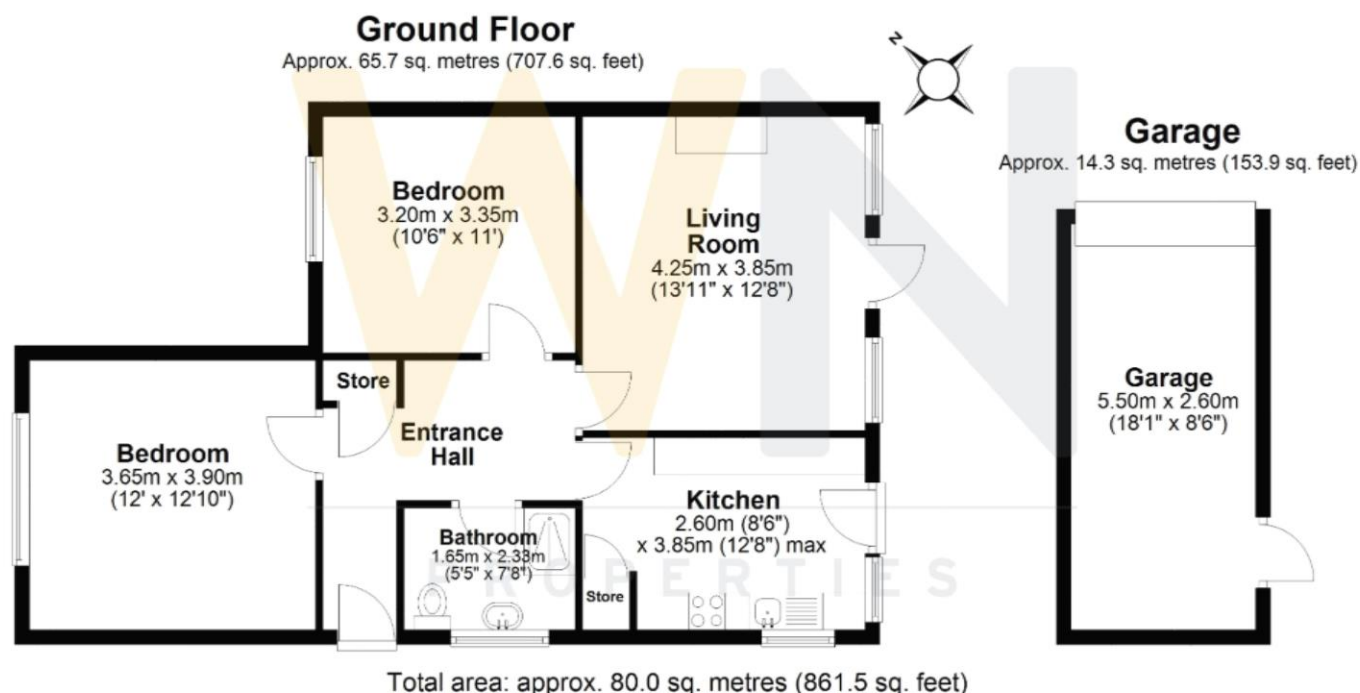 Ground Floor
Approx. 65.7 sq. metres (707.6 sq. feet)
N
Garage
Approx. 14.3 sq. metres (153.9 sq. feet)
Bedroom
3.20m x 3.35m
(10'6" x 11')
Living
Room
4.25m x 3.85m
(13'11" x 12'8")
Store
Entrance
Hall
Bedroom
3.65m x 3.90m
(12' x 12'10")
Bathroom
1.65m x 2.33m
(5'5" x 7'8")
Kitchen
2.60m (8'6")
x 3.85m (12'8") max
Store
Garage
5.50m x 2.60m
(18'1" x 8'6")
WN
PROPERTIES
Total area: approx. 80.0 sq. metres (861.5 sq. feet)